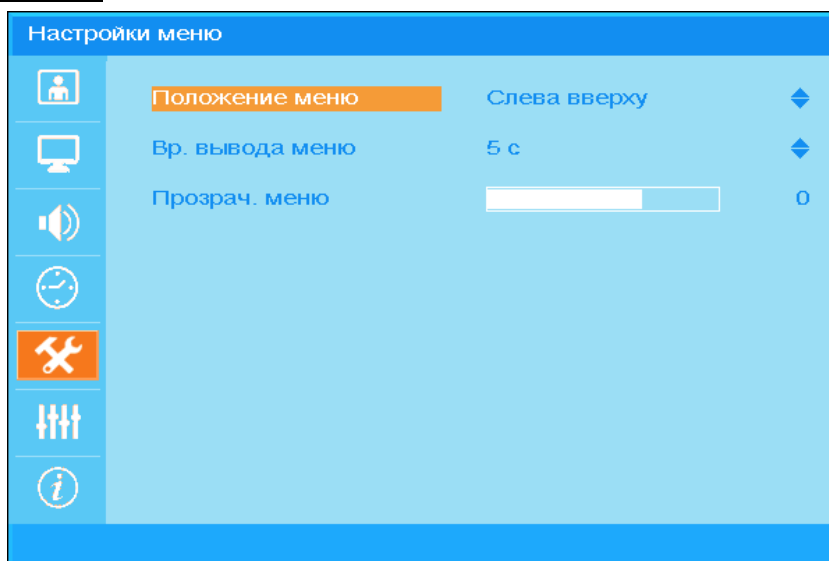 Настройки меню
Положение меню Слева вверху
Вр. вывода меню 5 с
Прозрач. меню 0